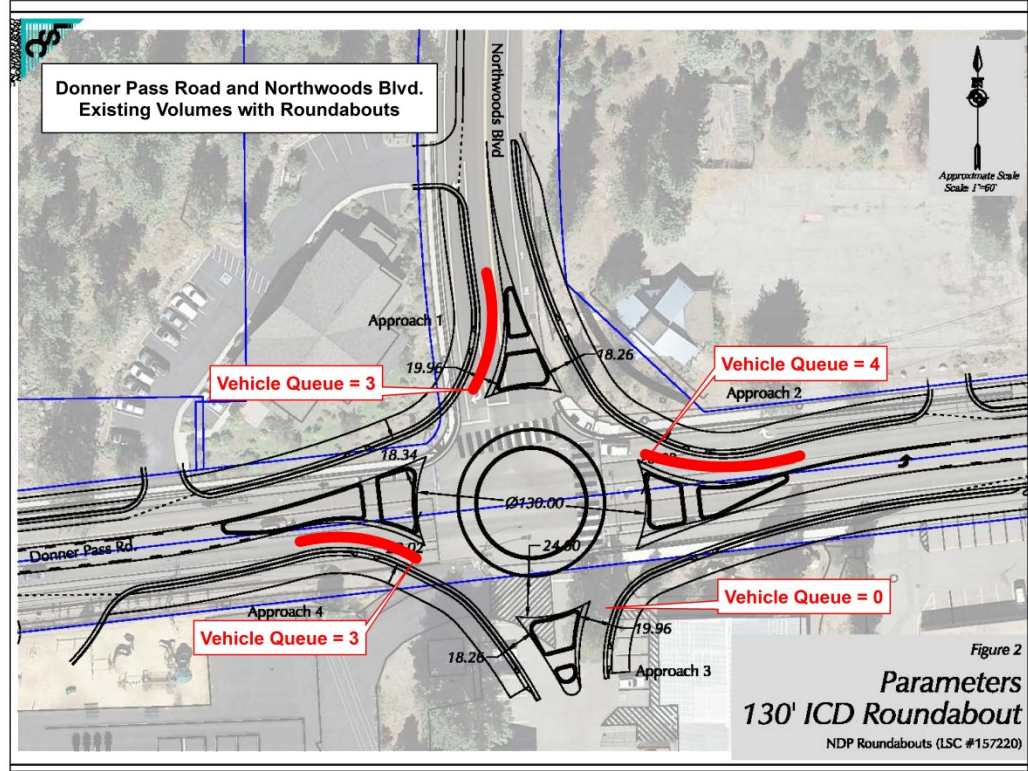 LSC
Donner Pass Road and Northwoods Blvd.
Existing Volumes with Roundabouts
Northwoods Blvd
Approximate Scale
Scale: 1"=60'
Approach 1
19.96
18.26
Vehicle Queue = 3
Vehicle Queue = 4
Approach 2
18.34
Ø130.00
Donner Pass Rd.
24.00
Approach 4
Vehicle Queue = 3
Vehicle Queue = 0
18.26
19.96
Approach 3
Figure 2
Parameters
130' ICD Roundabout
NDP Roundabouts (LSC #157220)